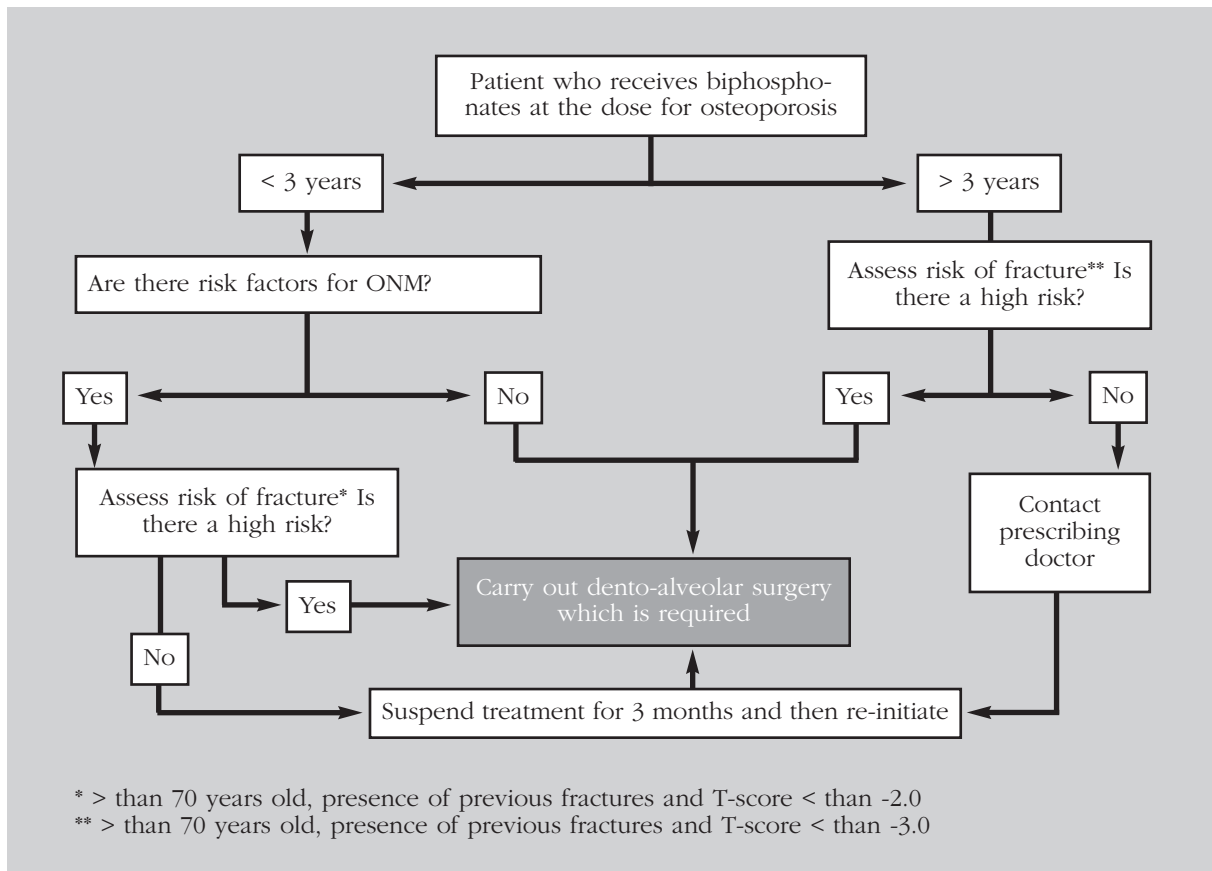 Patient who receives biphospho-
nates at the dose for osteoporosis
< 3 years
> 3 years
Are there risk factors for ONM?
Assess risk of fracture** Is
there a high risk?
Yes
No
Yes
No
Assess risk of fracture* Is
there a high risk?
Contact
prescribing
doctor
Yes
Carry out dento-alveolar surgery
which is required
No
Suspend treatment for 3 months and then re-initiate
* > than 70 years old, presence of previous fractures and T-score < than -2.0
** > than 70 years old, presence of previous fractures and T-score < than -3.0